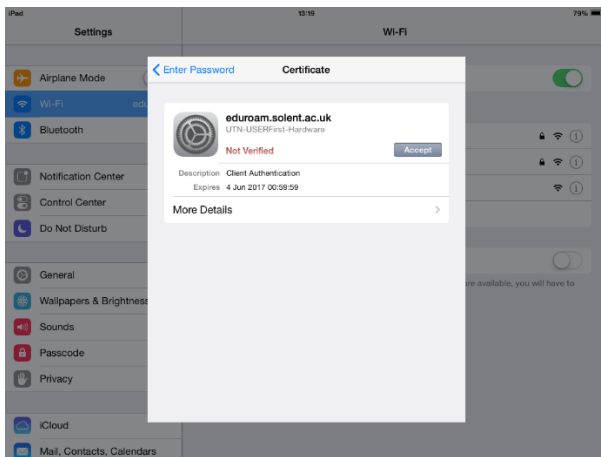 iPad
13:19
79%
Settings
Wi-Fi
Airplane Mode
Wi-Fi
Bluetooth
Notification Center
Control Center
Do Not Disturb
General
Wallpapers & Brightness
Sounds
Passcode
Privacy
iCloud
Mail, Contacts, Calendars
Enter Password
Certificate
eduroam.solent.ac.uk
UTN-USERFirst-Hardware
Not Verified
Accept
Description Client Authentication
Expires 4 Jun 2017 00:59:59
More Details
are available, you will have to